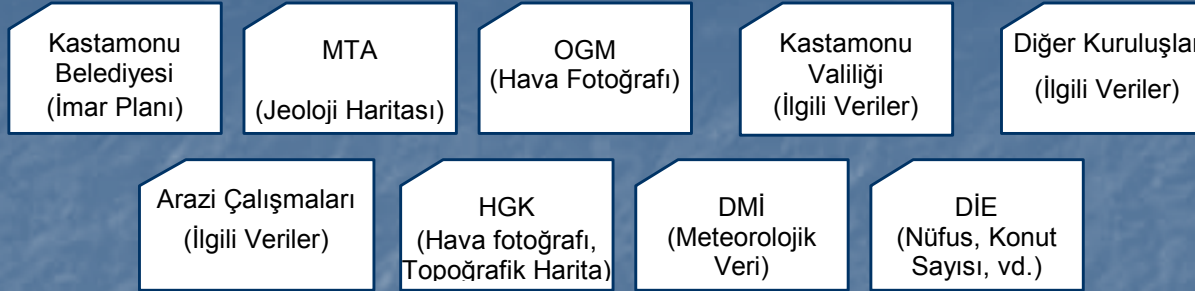 Kastamonu
Belediyesi
(İmar Planı)
MTA
(Jeoloji Haritası)
OGM
(Hava Fotoğrafı)
Kastamonu
Valiliği
(İlgili Veriler)
Diğer Kuruluşlar
(İlgili Veriler)
Arazi Çalışmaları
(İlgili Veriler)
HGK
(Hava fotoğrafı,
Topoğrafik Harita)
DMİ
(Meteorolojik
Veri)
DİE
(Nüfus, Konut
Sayısı, vd.)